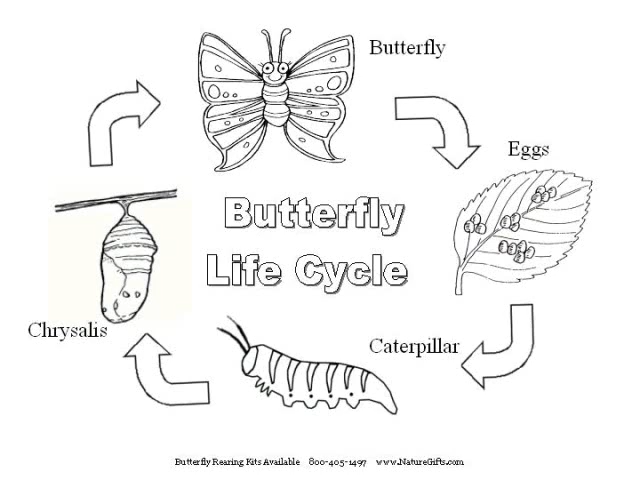 Butterfly
Eggs
Butterfly
Life Cycle
Chrysalis
Caterpillar
Butterfly Rearing Kits Available 800-405-1497 www.NatureGifts.com